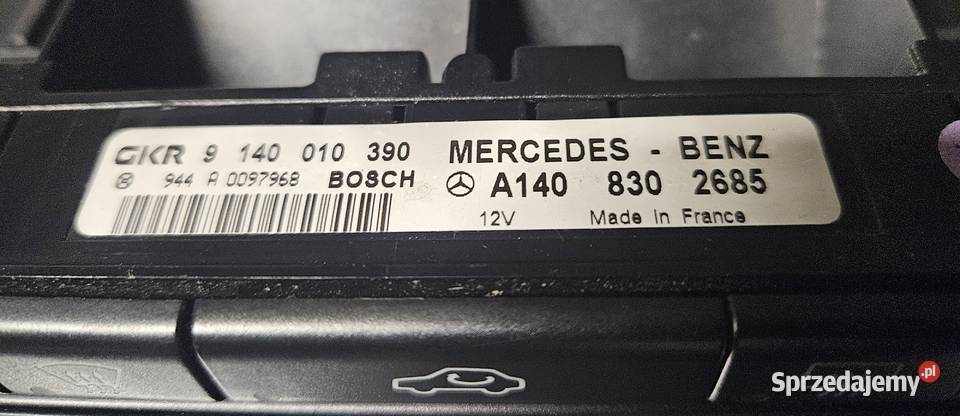 GKR 9 140 010 390 MERCEDES - BENZ
944 A 0097968 BOSCH A140 830 2685
12V Made in France
Sprzedajemy.pl